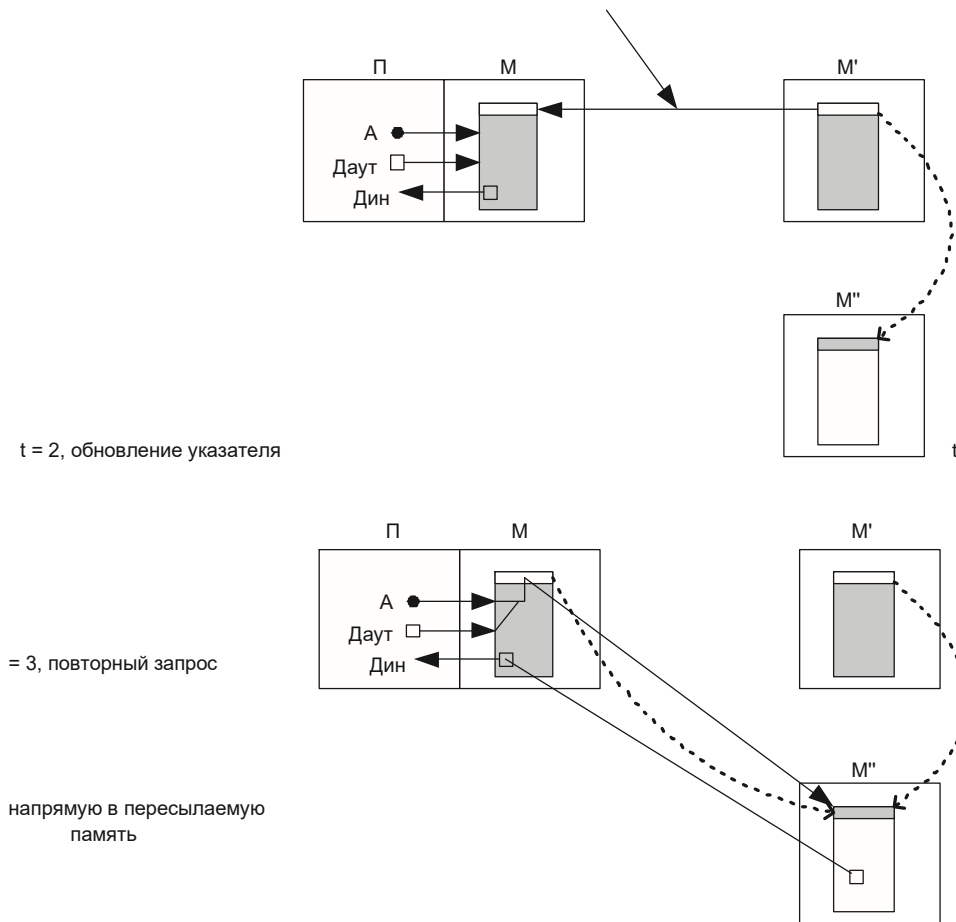 П М М'
А
Даут
Дин
М"
t = 2, обновление указателя
t
П М М'
А
Даут
Дин
= 3, повторный запрос
М"
напрямую в пересылаемую
память